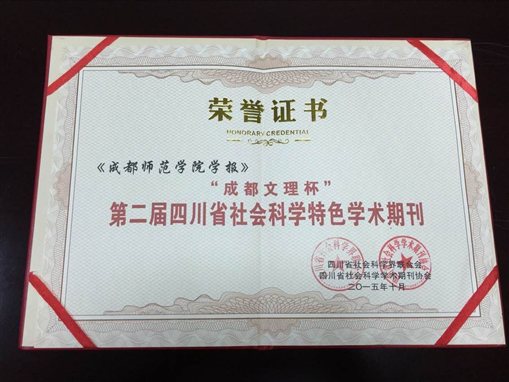 荣誉证书
HONORARY CREDENTIAL
《成都师范学院学报》
“成都文理杯”
第二届四川省社会科学特色学术期刊
四川省社会科学界联合会
四川省社会科学学术期刊协会
二〇一五年十月